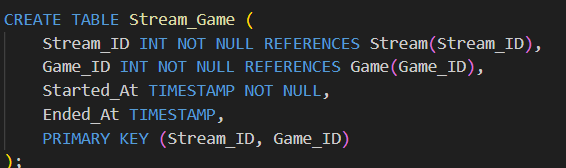 CREATE TABLE Stream_Game (
    Stream_ID INT NOT NULL REFERENCES Stream(Stream_ID),
    Game_ID INT NOT NULL REFERENCES Game(Game_ID),
    Started_At TIMESTAMP NOT NULL,
    Ended_At TIMESTAMP,
    PRIMARY KEY (Stream_ID, Game_ID)
);